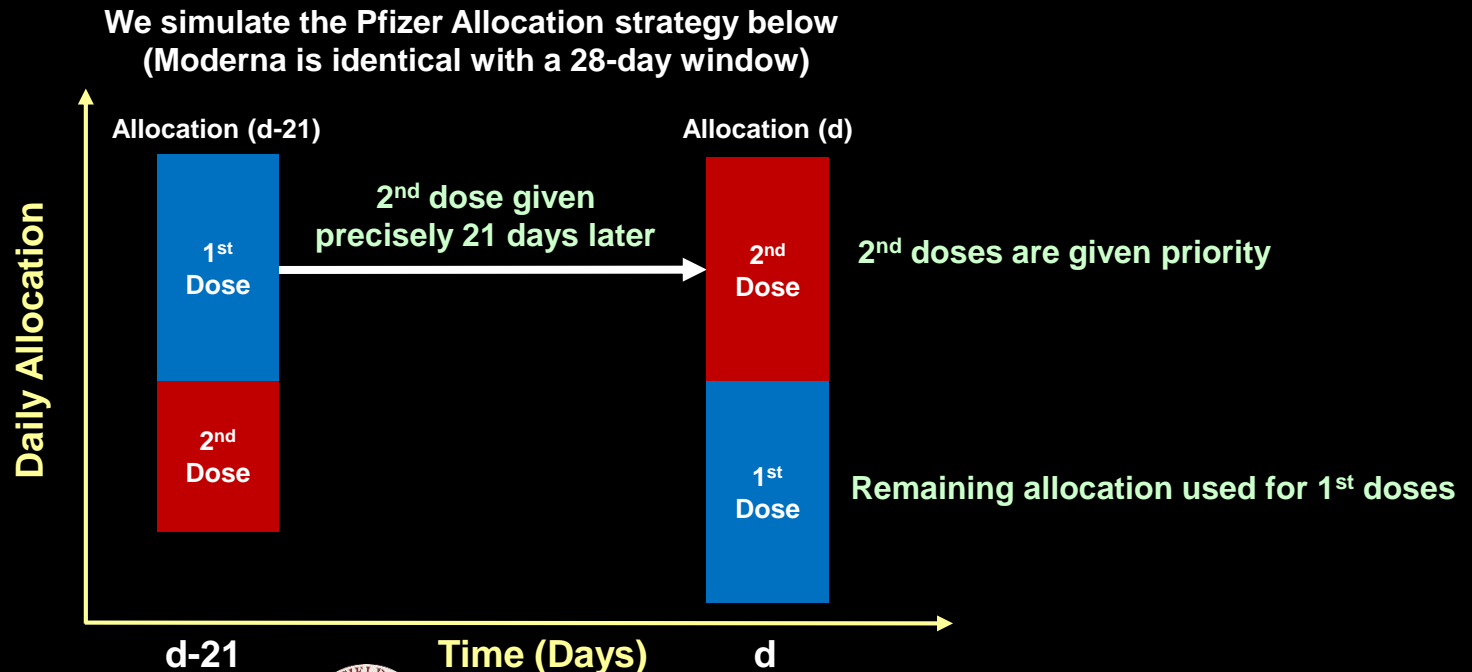 We simulate the Pfizer Allocation strategy below
(Moderna is identical with a 28-day window)
Allocation (d-21)
Allocation (d)
Daily Allocation
1st
Dose
2nd
Dose
2nd dose given
precisely 21 days later
2nd
Dose
1st
Dose
2nd doses are given priority
Remaining allocation used for 1st doses
d-21
Time (Days)
d